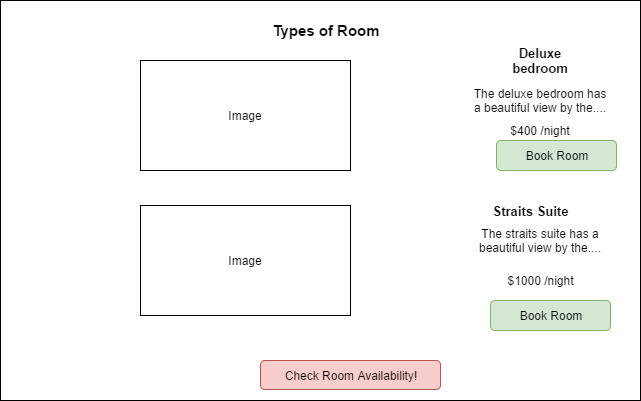 Types of Room
Image
Deluxe
bedroom
The deluxe bedroom has
a beautiful view by the....
$400 /night
Book Room
Image
Straits Suite
The straits suite has a
beautiful view by the....
$1000 /night
Book Room
Check Room Availability!